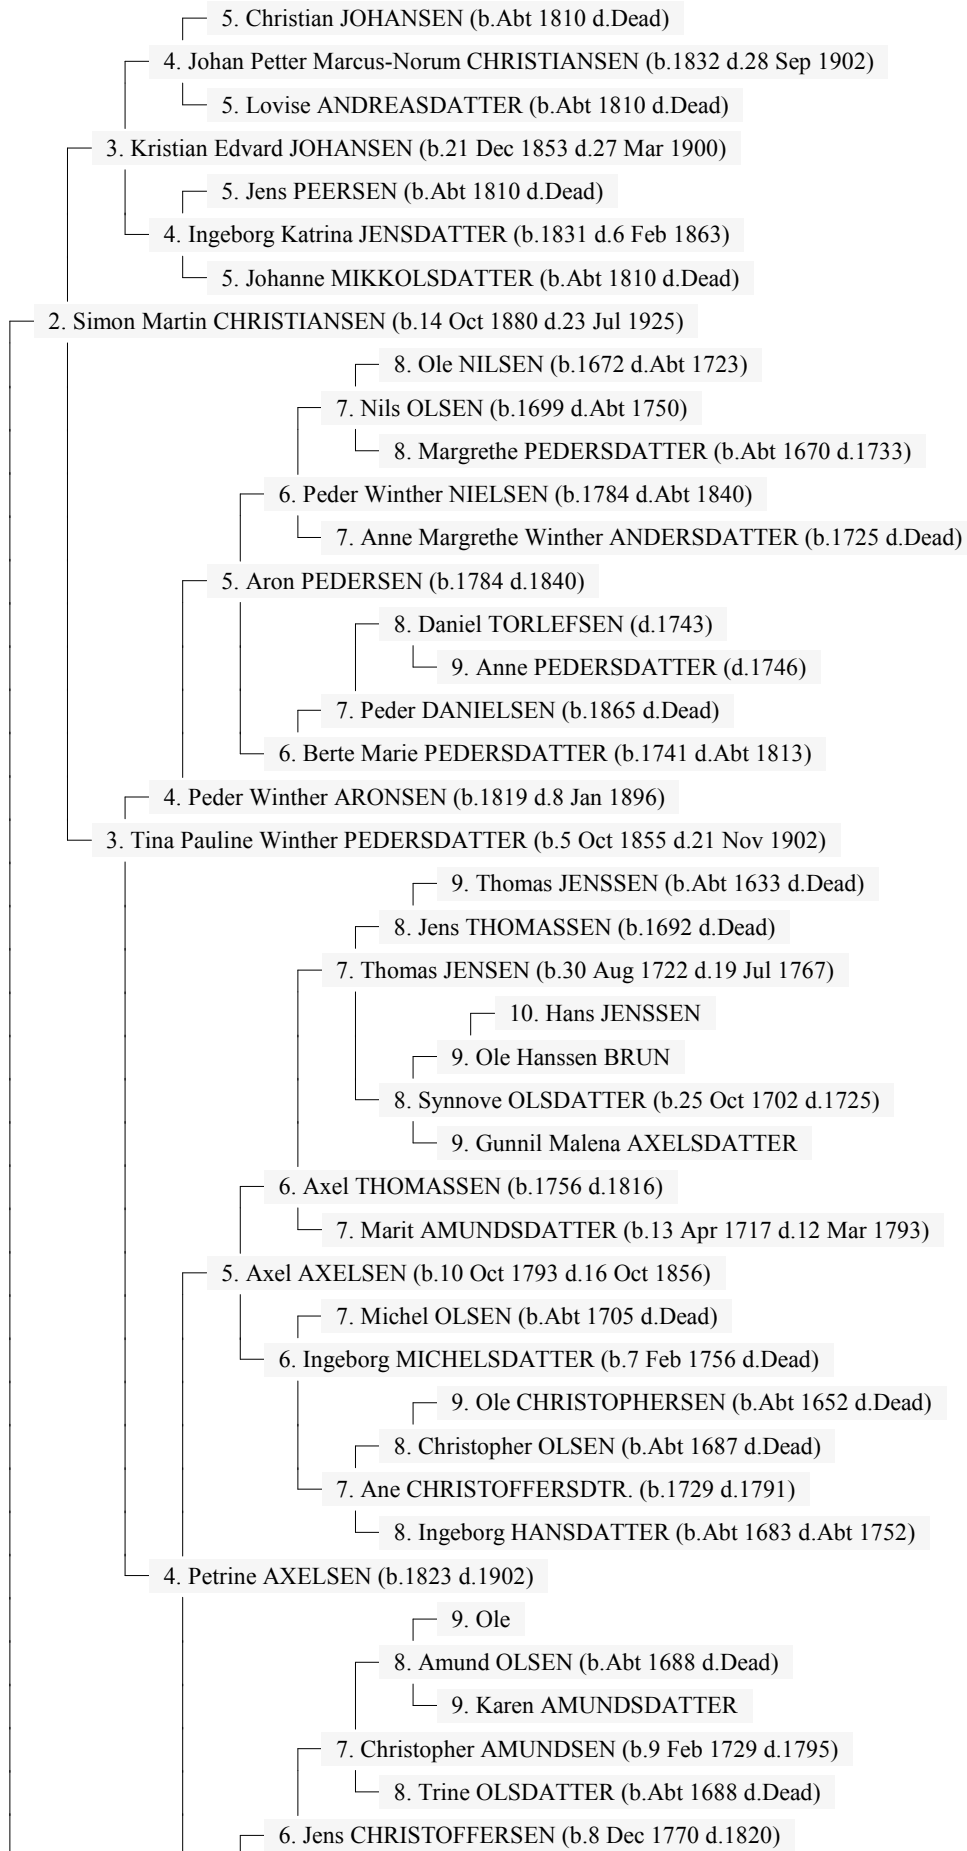 5. Christian JOHANSEN (b.Abt 1810 d.Dead)
4. Johan Petter Marcus-Norum CHRISTIANSEN (b.1832 d.28 Sep 1902)
5. Lovise ANDREASDATTER (b.Abt 1810 d.Dead)
3. Kristian Edvard JOHANSEN (b.21 Dec 1853 d.27 Mar 1900)
5. Jens PEERSEN (b.Abt 1810 d.Dead)
4. Ingeborg Katrina JENSDATTER (b.1831 d.6 Feb 1863)
5. Johanne MIKKOLSDATTER (b.Abt 1810 d.Dead)
2. Simon Martin CHRISTIANSEN (b.14 Oct 1880 d.23 Jul 1925)
8. Ole NILSEN (b.1672 d.Abt 1723)
7. Nils OLSEN (b.1699 d.Abt 1750)
8. Margrethe PEDERSDATTER (b.Abt 1670 d.1733)
6. Peder Winther NIELSEN (b.1784 d.Abt 1840)
7. Anne Margrethe Winther ANDERSDATTER (b.1725 d.Dead)
5. Aron PEDERSEN (b.1784 d.1840)
8. Daniel TORLEFSEN (d.1743)
9. Anne PEDERSDATTER (d.1746)
7. Peder DANIELSEN (b.1865 d.Dead)
6. Berte Marie PEDERSDATTER (b.1741 d.Abt 1813)
4. Peder Winther ARONSEN (b.1819 d.8 Jan 1896)
3. Tina Pauline Winther PEDERSDATTER (b.5 Oct 1855 d.21 Nov 1902)
9. Thomas JENSSEN (b.Abt 1633 d.Dead)
8. Jens THOMASSEN (b.1692 d.Dead)
7. Thomas JENSEN (b.30 Aug 1722 d.19 Jul 1767)
10. Hans JENSSEN
9. Ole Hanssen BRUN
8. Synnove OLSDATTER (b.25 Oct 1702 d.1725)
9. Gunnil Malena AXELSDATTER
6. Axel THOMASSEN (b.1756 d.1816)
7. Marit AMUNDSDATTER (b.13 Apr 1717 d.12 Mar 1793)
5. Axel AXELSEN (b.10 Oct 1793 d.16 Oct 1856)
7. Michel OLSEN (b.Abt 1705 d.Dead)
6. Ingeborg MICHELSDATTER (b.7 Feb 1756 d.Dead)
9. Ole CHRISTOPHERSEN (b.Abt 1652 d.Dead)
8. Christopher OLSEN (b.Abt 1687 d.Dead)
7. Ane CHRISTOFFERSDTR. (b.1729 d.1791)
8. Ingeborg HANSDATTER (b.Abt 1683 d.Abt 1752)
4. Petrine AXELSEN (b.1823 d.1902)
9. Ole
8. Amund OLSEN (b.Abt 1688 d.Dead)
9. Karen AMUNDSDATTER
7. Christopher AMUNDSEN (b.9 Feb 1729 d.1795)
8. Trine OLSDATTER (b.Abt 1688 d.Dead)
6. Jens CHRISTOFFERSEN (b.8 Dec 1770 d.1820)